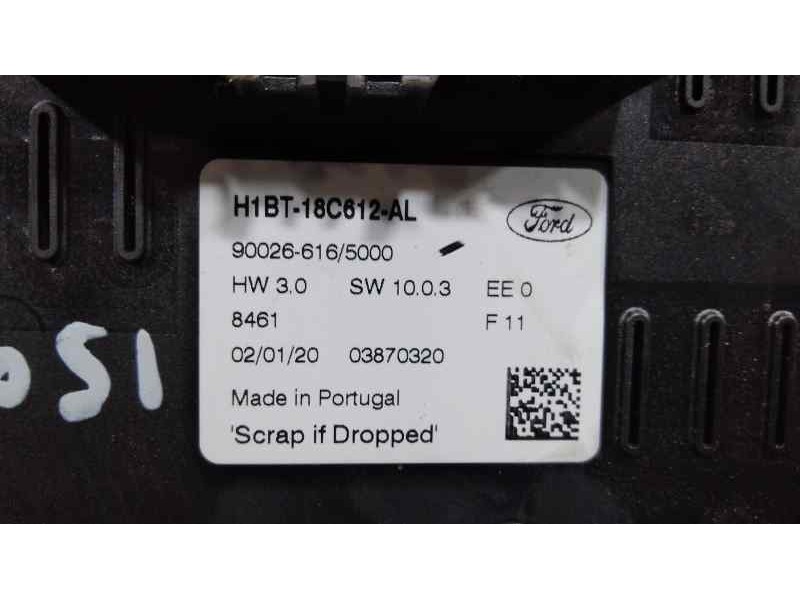 H1BT-18C612-AL
Ford
90026-616/5000
HW 3.0 SW 10.0.3 EE 0
8461 F 11
02/01/20 03870320
Made in Portugal
'Scrap if Dropped'